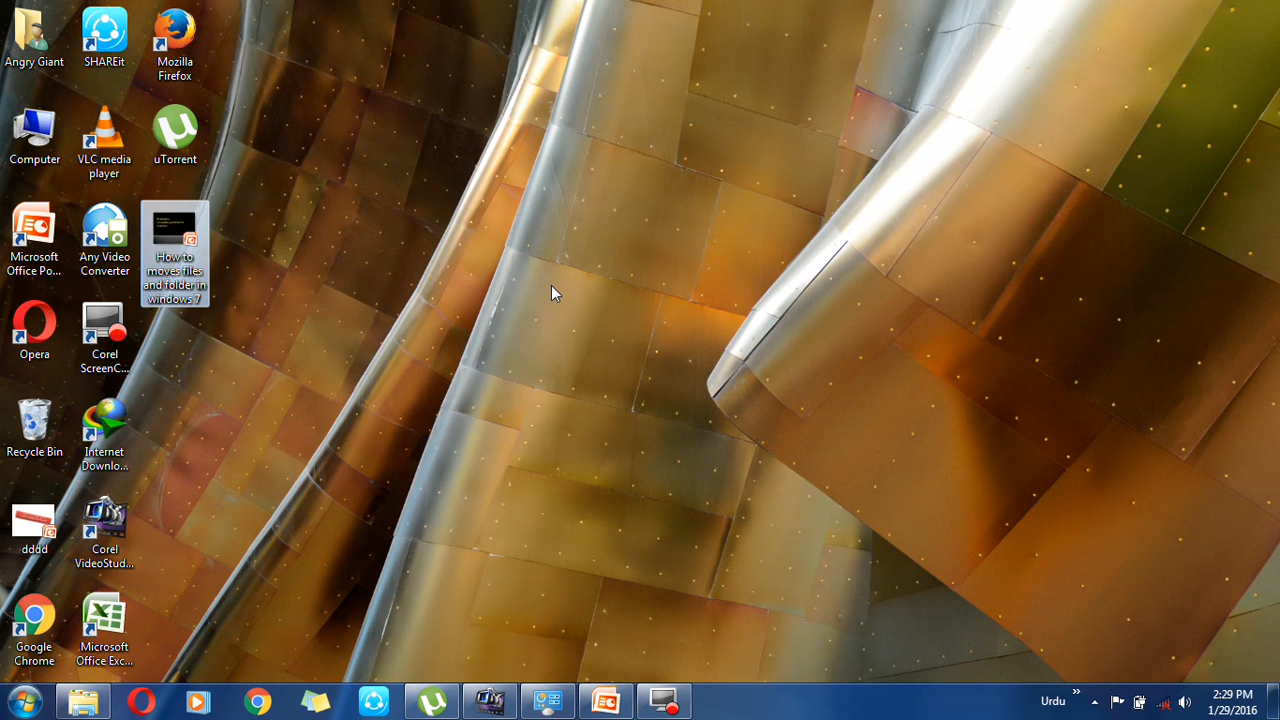 Angry Giant
SHAREit
Mozilla
Firefox
Computer
VLC media
player
uTorrent
Microsoft
Office Po...
Any Video
Converter
How to
moves files
and folder in
windows 7
Opera
Corel
ScreenC...
Recycle Bin
Internet
Downlo...
dddd
Corel
VideoStud...
Google
Chrome
Microsoft
Office Exc...
Urdu
2:29 PM
1/29/2016